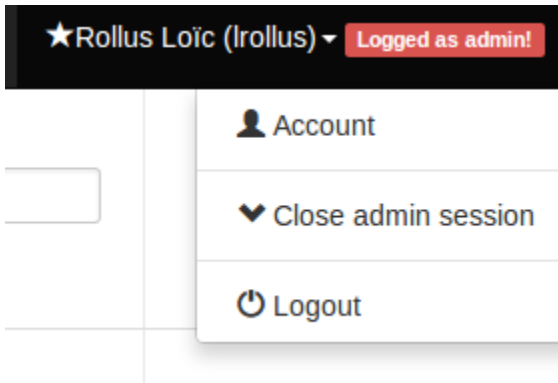 ★Rollus Loïc (lrollus) Logged as admin!
Account
Close admin session
Logout